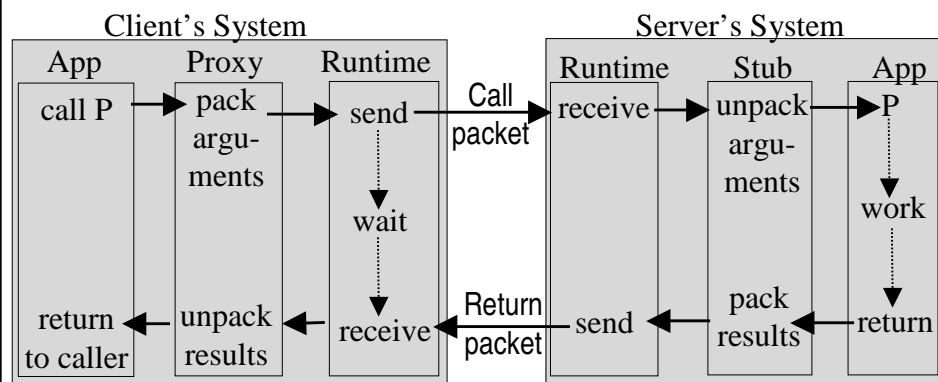 Client's System
Server's System
App
Proxy
Runtime
Runtime
Stub
App
call P
pack
argu-
ments
send
Call
packet
receive
unpack
argu-
ments
P
wait
work
return
to caller
unpack
results
receive
Return
packet
send
pack
results
return